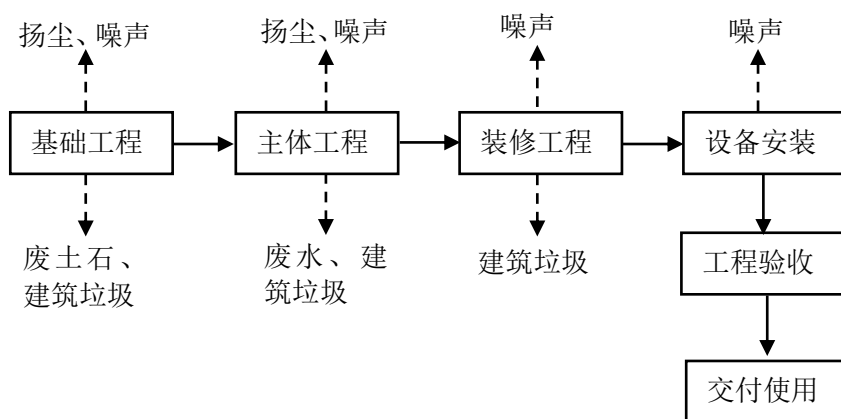 扬尘、噪声
扬尘、噪声
噪声
噪声
基础工程
主体工程
装修工程
设备安装
废土石、
建筑垃圾
废水、建
筑垃圾
建筑垃圾
工程验收
交付使用